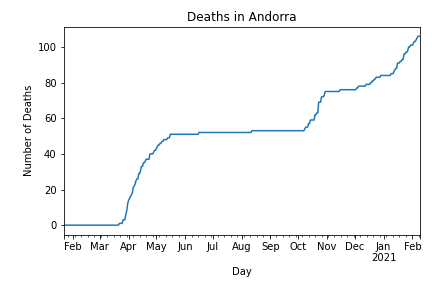 Deaths in Andorra
Number of Deaths
100
80
60
40
20
0
Feb Mar Apr May Jun Jul Aug Sep Oct Nov Dec Jan Feb
2021
Day